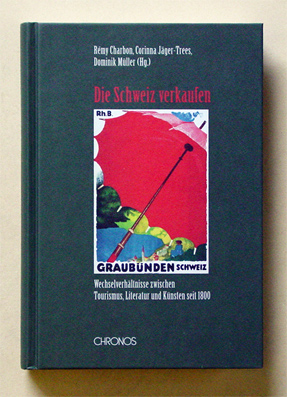 Rémy Charbon, Corinna Jäger-Trees,
Dominik Müller (Hg.)
Die Schweiz verkaufen
Rh.B.
GRAUBÜNDEN SCHWEIZ
Wechselverhältnisse zwischen
Tourismus, Literatur und Künsten seit 1800
CHRONOS